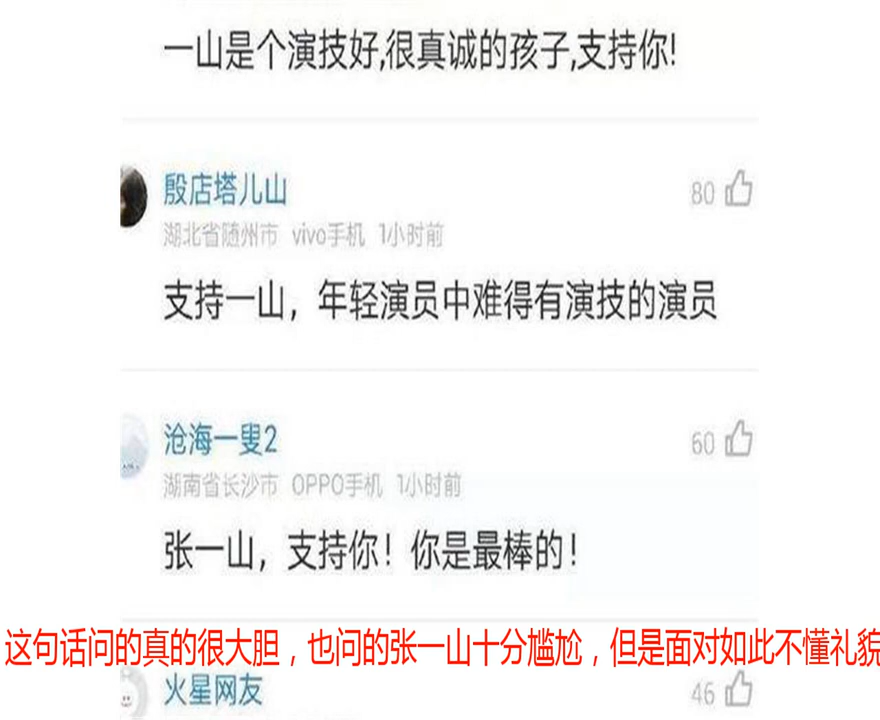 一山是个演技好,很真诚的孩子,支持你!
殷店塔儿山 80
湖北省随州市 vivo手机 1小时前
支持一山，年轻演员中难得有演技的演员
沧海一叟2 60
湖南省长沙市 OPPO手机 1小时前
张一山，支持你！你是最棒的！
这句话问的真的很大胆，也问的张一山十分尴尬，但是面对如此不懂礼貌
火星网友 46